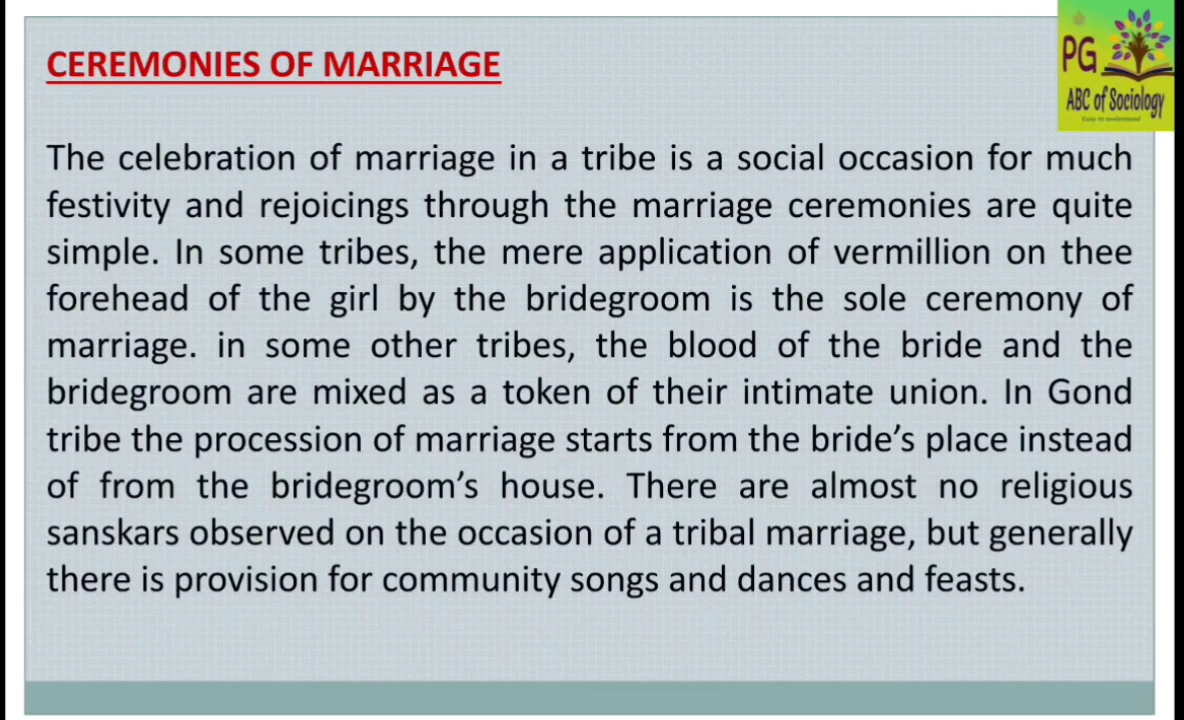 CEREMONIES OF MARRIAGE
PG
ABC of Sociology
Easy to understand
The celebration of marriage in a tribe is a social occasion for much
festivity and rejoicings through the marriage ceremonies are quite
simple. In some tribes, the mere application of vermillion on thee
forehead of the girl by the bridegroom is the sole ceremony of
marriage. in some other tribes, the blood of the bride and the
bridegroom are mixed as a token of their intimate union. In Gond
tribe the procession of marriage starts from the bride’s place instead
of from the bridegroom’s house. There are almost no religious
sanskars observed on the occasion of a tribal marriage, but generally
there is provision for community songs and dances and feasts.